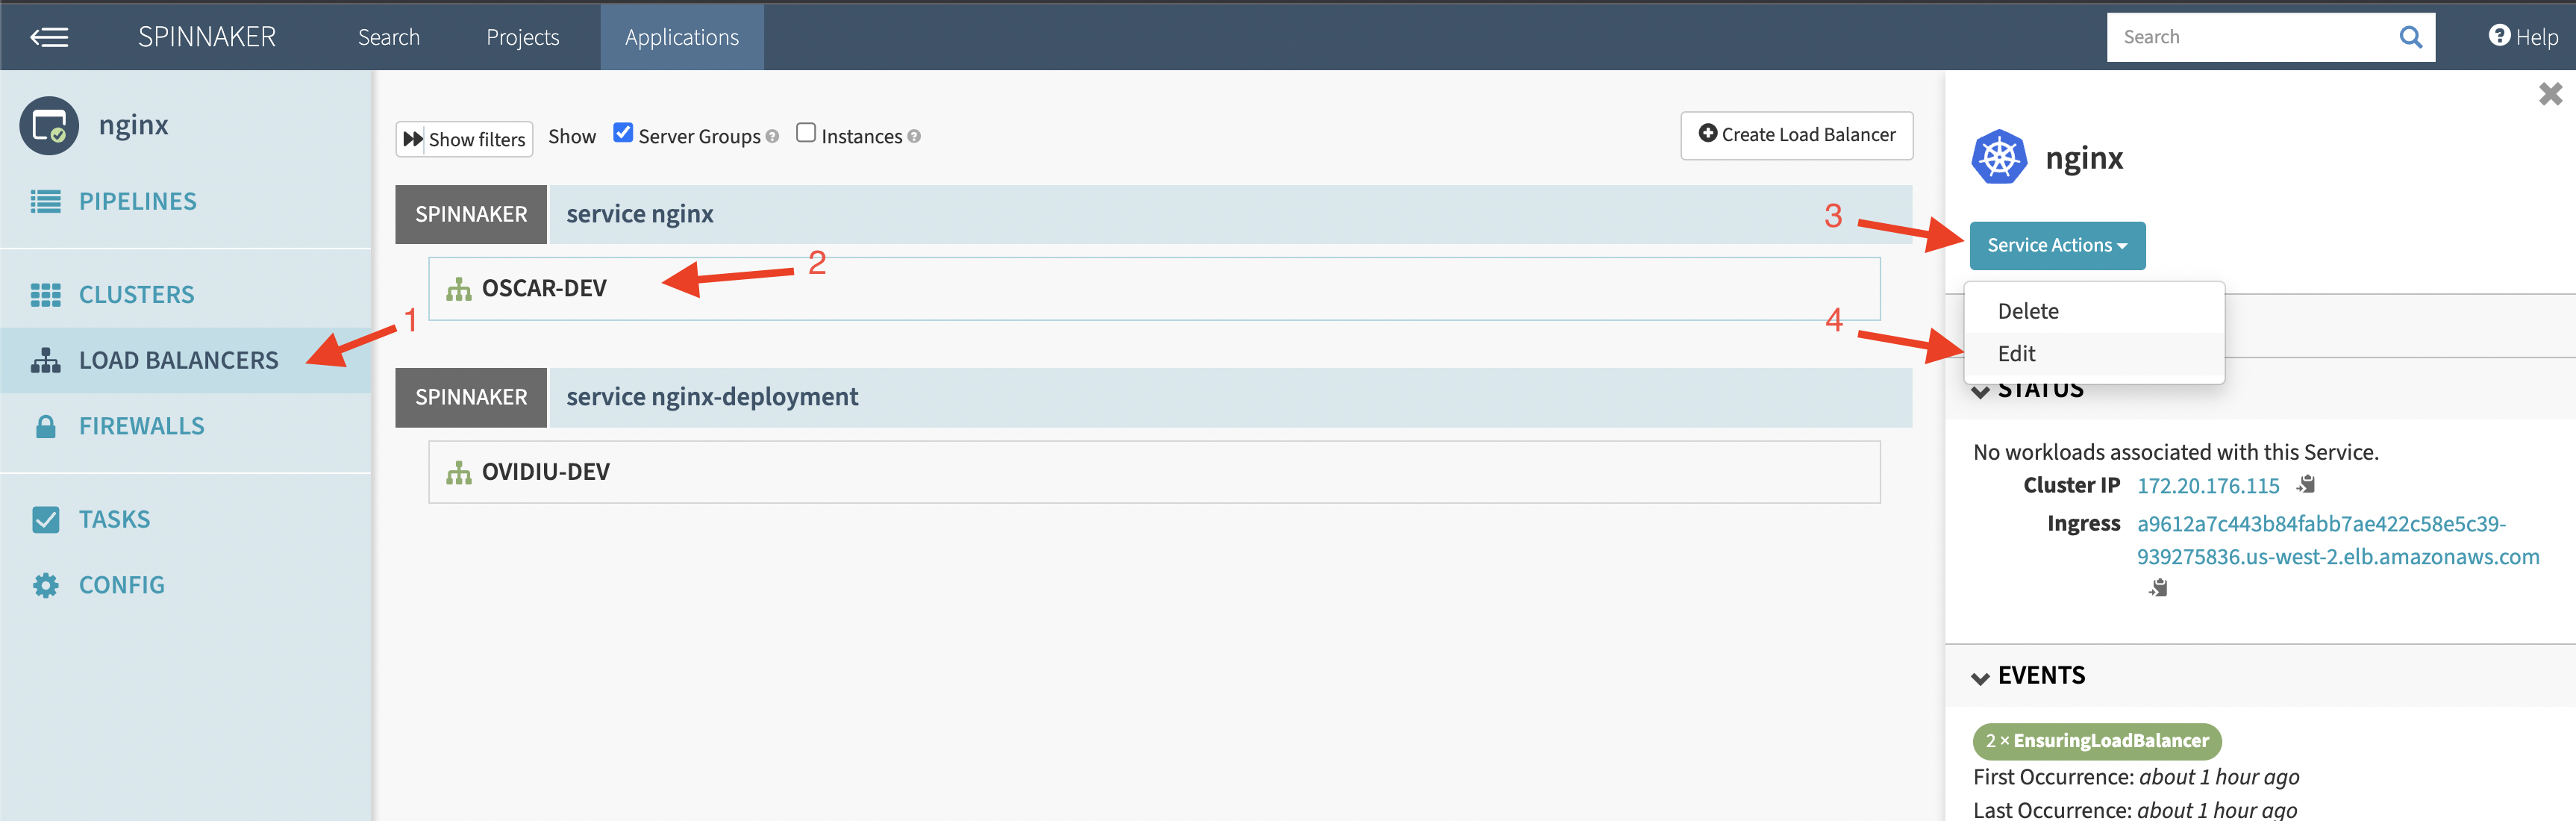 SPINNAKER Search Projects Applications Search Help
nginx
PIPELINES
CLUSTERS
LOAD BALANCERS
FIREWALLS
TASKS
CONFIG
1
Show filters Show Server Groups ? Instances ? Create Load Balancer
SPINNAKER service nginx
OSCAR-DEV
2
SPINNAKER service nginx-deployment
OVIDIU-DEV
nginx
3
Service Actions
Delete
4
Edit
STATUS
No workloads associated with this Service.
Cluster IP 172.20.176.115
Ingress a9612a7c443b84fabb7ae422c58e5c39-
939275836.us-west-2.elb.amazonaws.com
EVENTS
2 × EnsuringLoadBalancer
First Occurrence: about 1 hour ago
Last Occurrence: about 1 hour ago